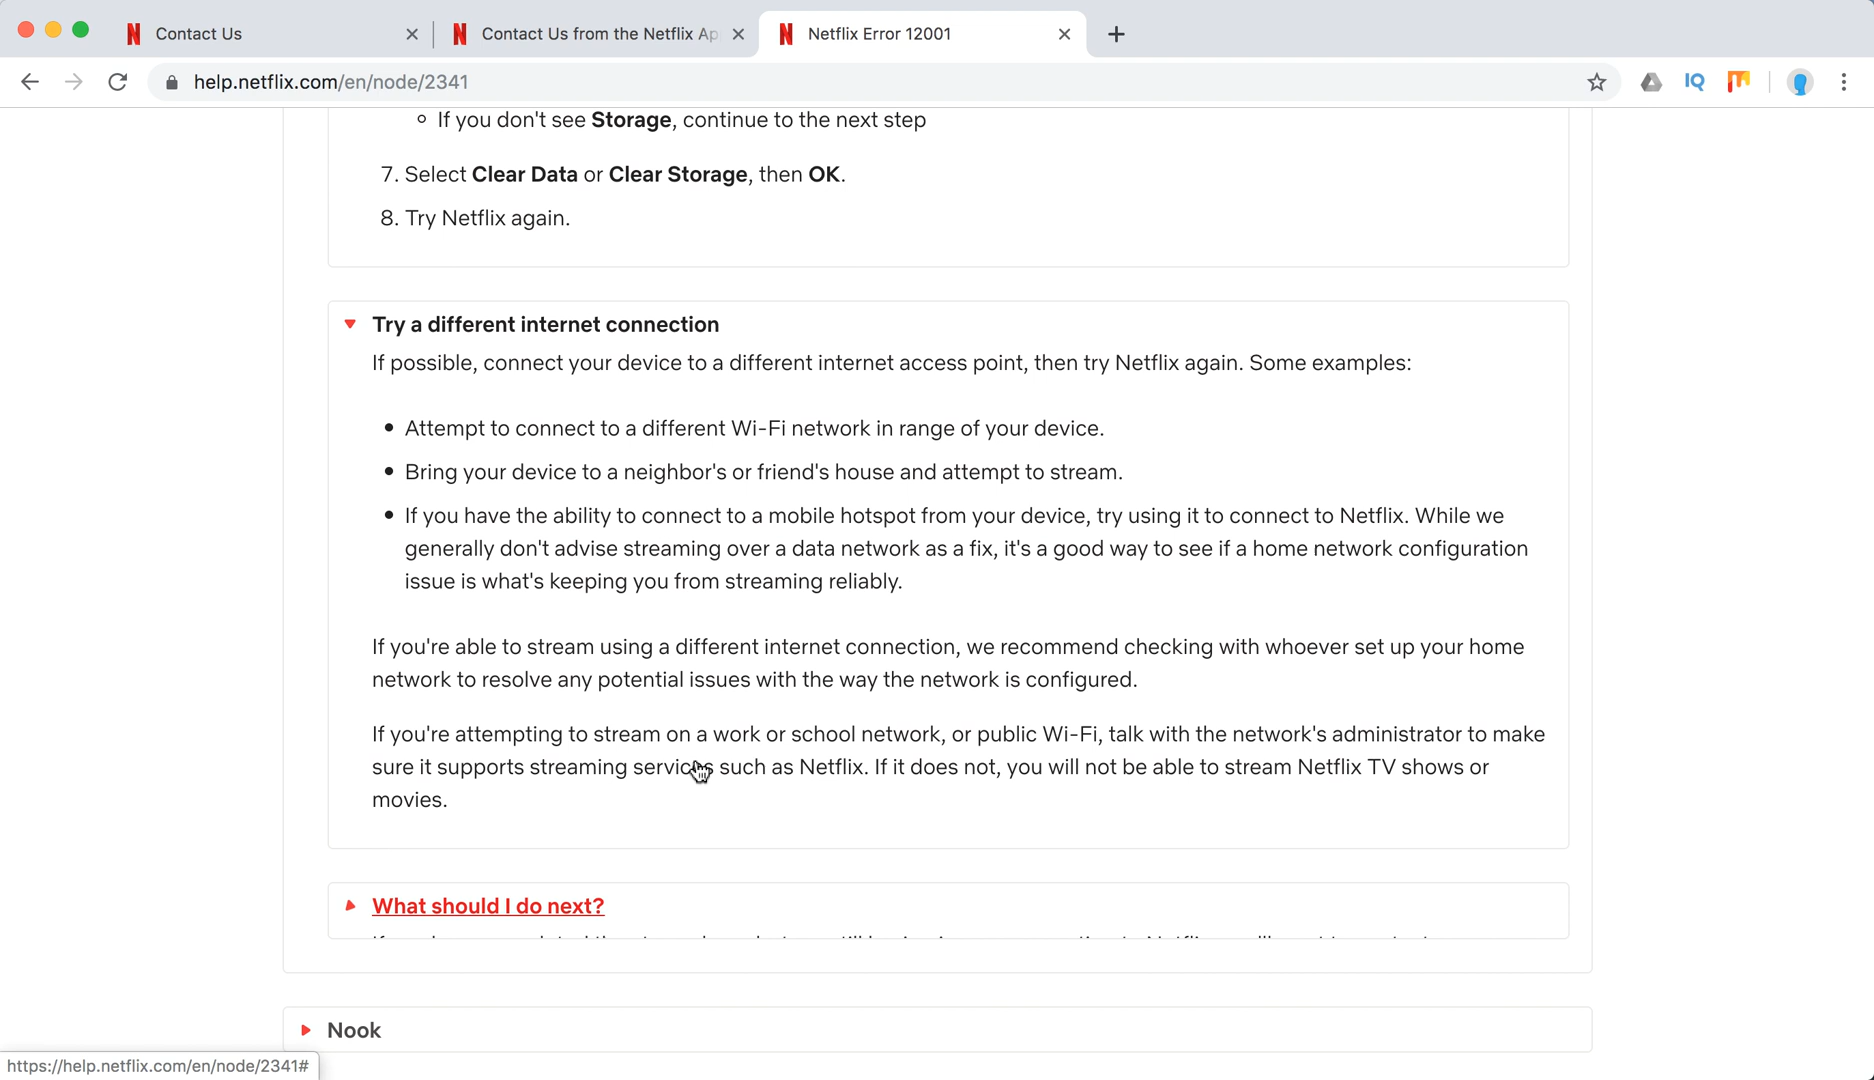 Contact Us
Contact Us from the Netflix Ap
Netflix Error 12001
help.netflix.com/en/node/2341
IQ
If you don't see Storage, continue to the next step
7. Select Clear Data or Clear Storage, then OK.
8. Try Netflix again.
Try a different internet connection
If possible, connect your device to a different internet access point, then try Netflix again. Some examples:
Attempt to connect to a different Wi-Fi network in range of your device.
Bring your device to a neighbor's or friend's house and attempt to stream.
If you have the ability to connect to a mobile hotspot from your device, try using it to connect to Netflix. While we
generally don't advise streaming over a data network as a fix, it's a good way to see if a home network configuration
issue is what's keeping you from streaming reliably.
If you're able to stream using a different internet connection, we recommend checking with whoever set up your home
network to resolve any potential issues with the way the network is configured.
If you're attempting to stream on a work or school network, or public Wi-Fi, talk with the network's administrator to make
sure it supports streaming services such as Netflix. If it does not, you will not be able to stream Netflix TV shows or
movies.
What should I do next?
Nook
https://help.netflix.com/en/node/2341#